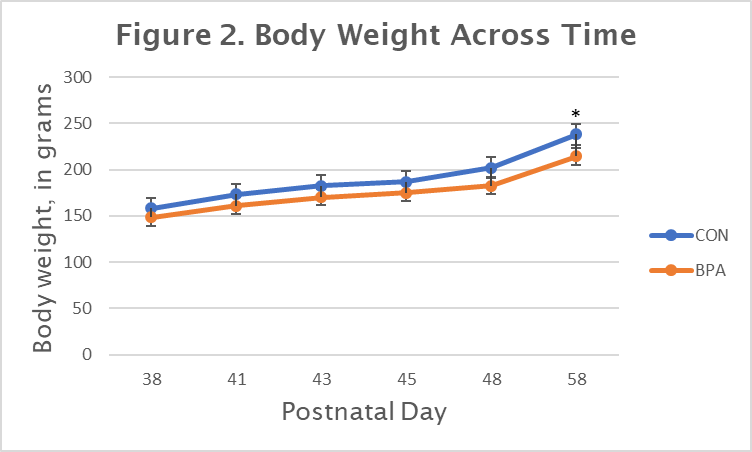 Figure 2. Body Weight Across Time
Body weight, in grams
300
250
200
150
100
50
0
*
38 41 43 45 48 58
Postnatal Day
CON
BPA